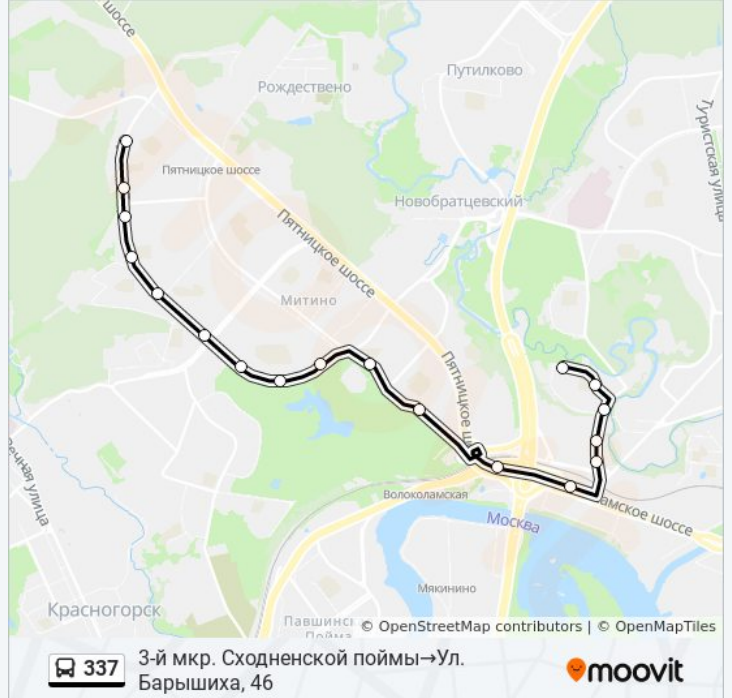 шоссе
Рождествено
Путилково
Туристская улица
Пятницкое шоссе
Новобратцевский
Пятницкое шоссе
Митино
Пятницкое ш
чная улица
Волоколамская
амское шоссе
Москва
Мякинино
Красногорск
Павшинс
Пойма
© OpenStreetMap contributors | © OpenMapTiles
337
3-й мкр. Сходненской поймы→Ул.
Барышиха, 46
moovit